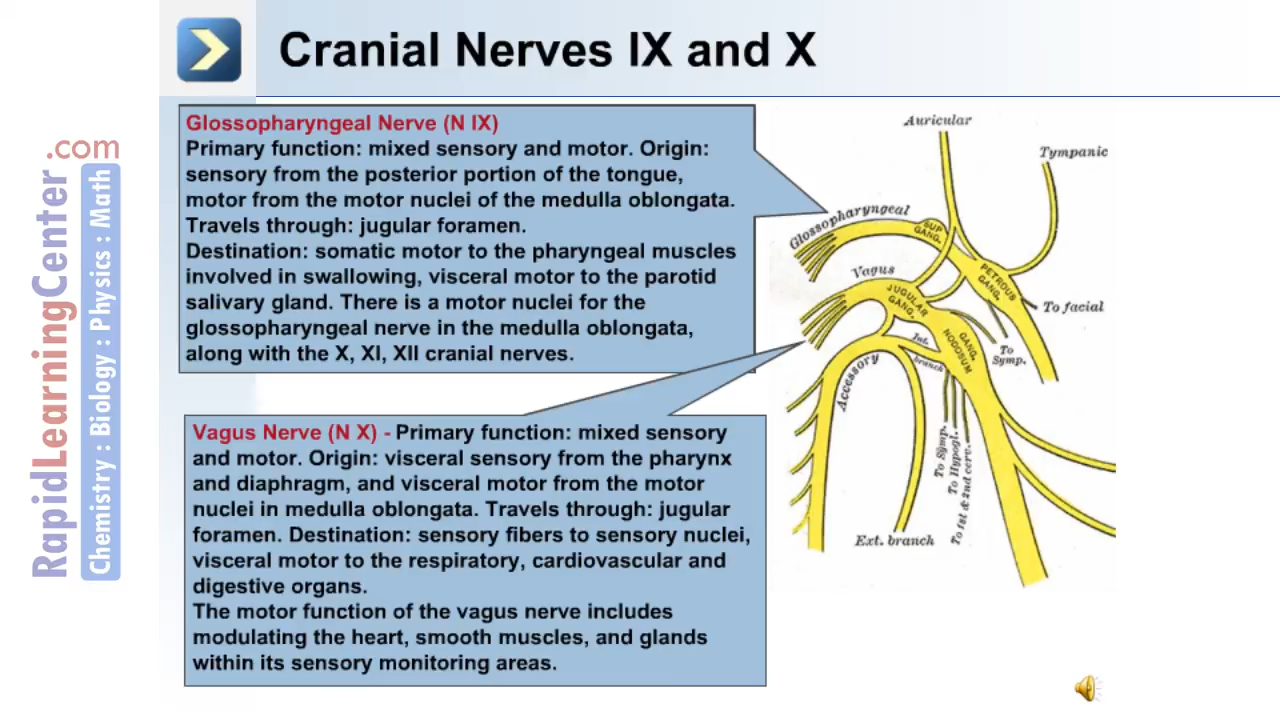 Cranial Nerves IX and X
RapidLearningCenter.com
Chemistry : Biology : Physics : Math
Glossopharyngeal Nerve (N IX)
Primary function: mixed sensory and motor. Origin:
sensory from the posterior portion of the tongue,
motor from the motor nuclei of the medulla oblongata.
Travels through: jugular foramen.
Destination: somatic motor to the pharyngeal muscles
involved in swallowing, visceral motor to the parotid
salivary gland. There is a motor nuclei for the
glossopharyngeal nerve in the medulla oblongata,
along with the X, XI, XII cranial nerves.
Vagus Nerve (N X) - Primary function: mixed sensory
and motor. Origin: visceral sensory from the pharynx
and diaphragm, and visceral motor from the motor
nuclei in medulla oblongata. Travels through: jugular
foramen. Destination: sensory fibers to sensory nuclei,
visceral motor to the respiratory, cardiovascular and
digestive organs.
The motor function of the vagus nerve includes
modulating the heart, smooth muscles, and glands
within its sensory monitoring areas.
Auricular
Tympanic
Glossopharyngeal
SUP.
GANG.
Vagus
JUGULAR
GANG.
PETROUS
GANG.
To facial
GANG.
NODOSUM
Int.
branch
To
Symp.
Accessory
To Symp.
To Hypogl.
To 1st & 2nd cerv.
Ext. branch